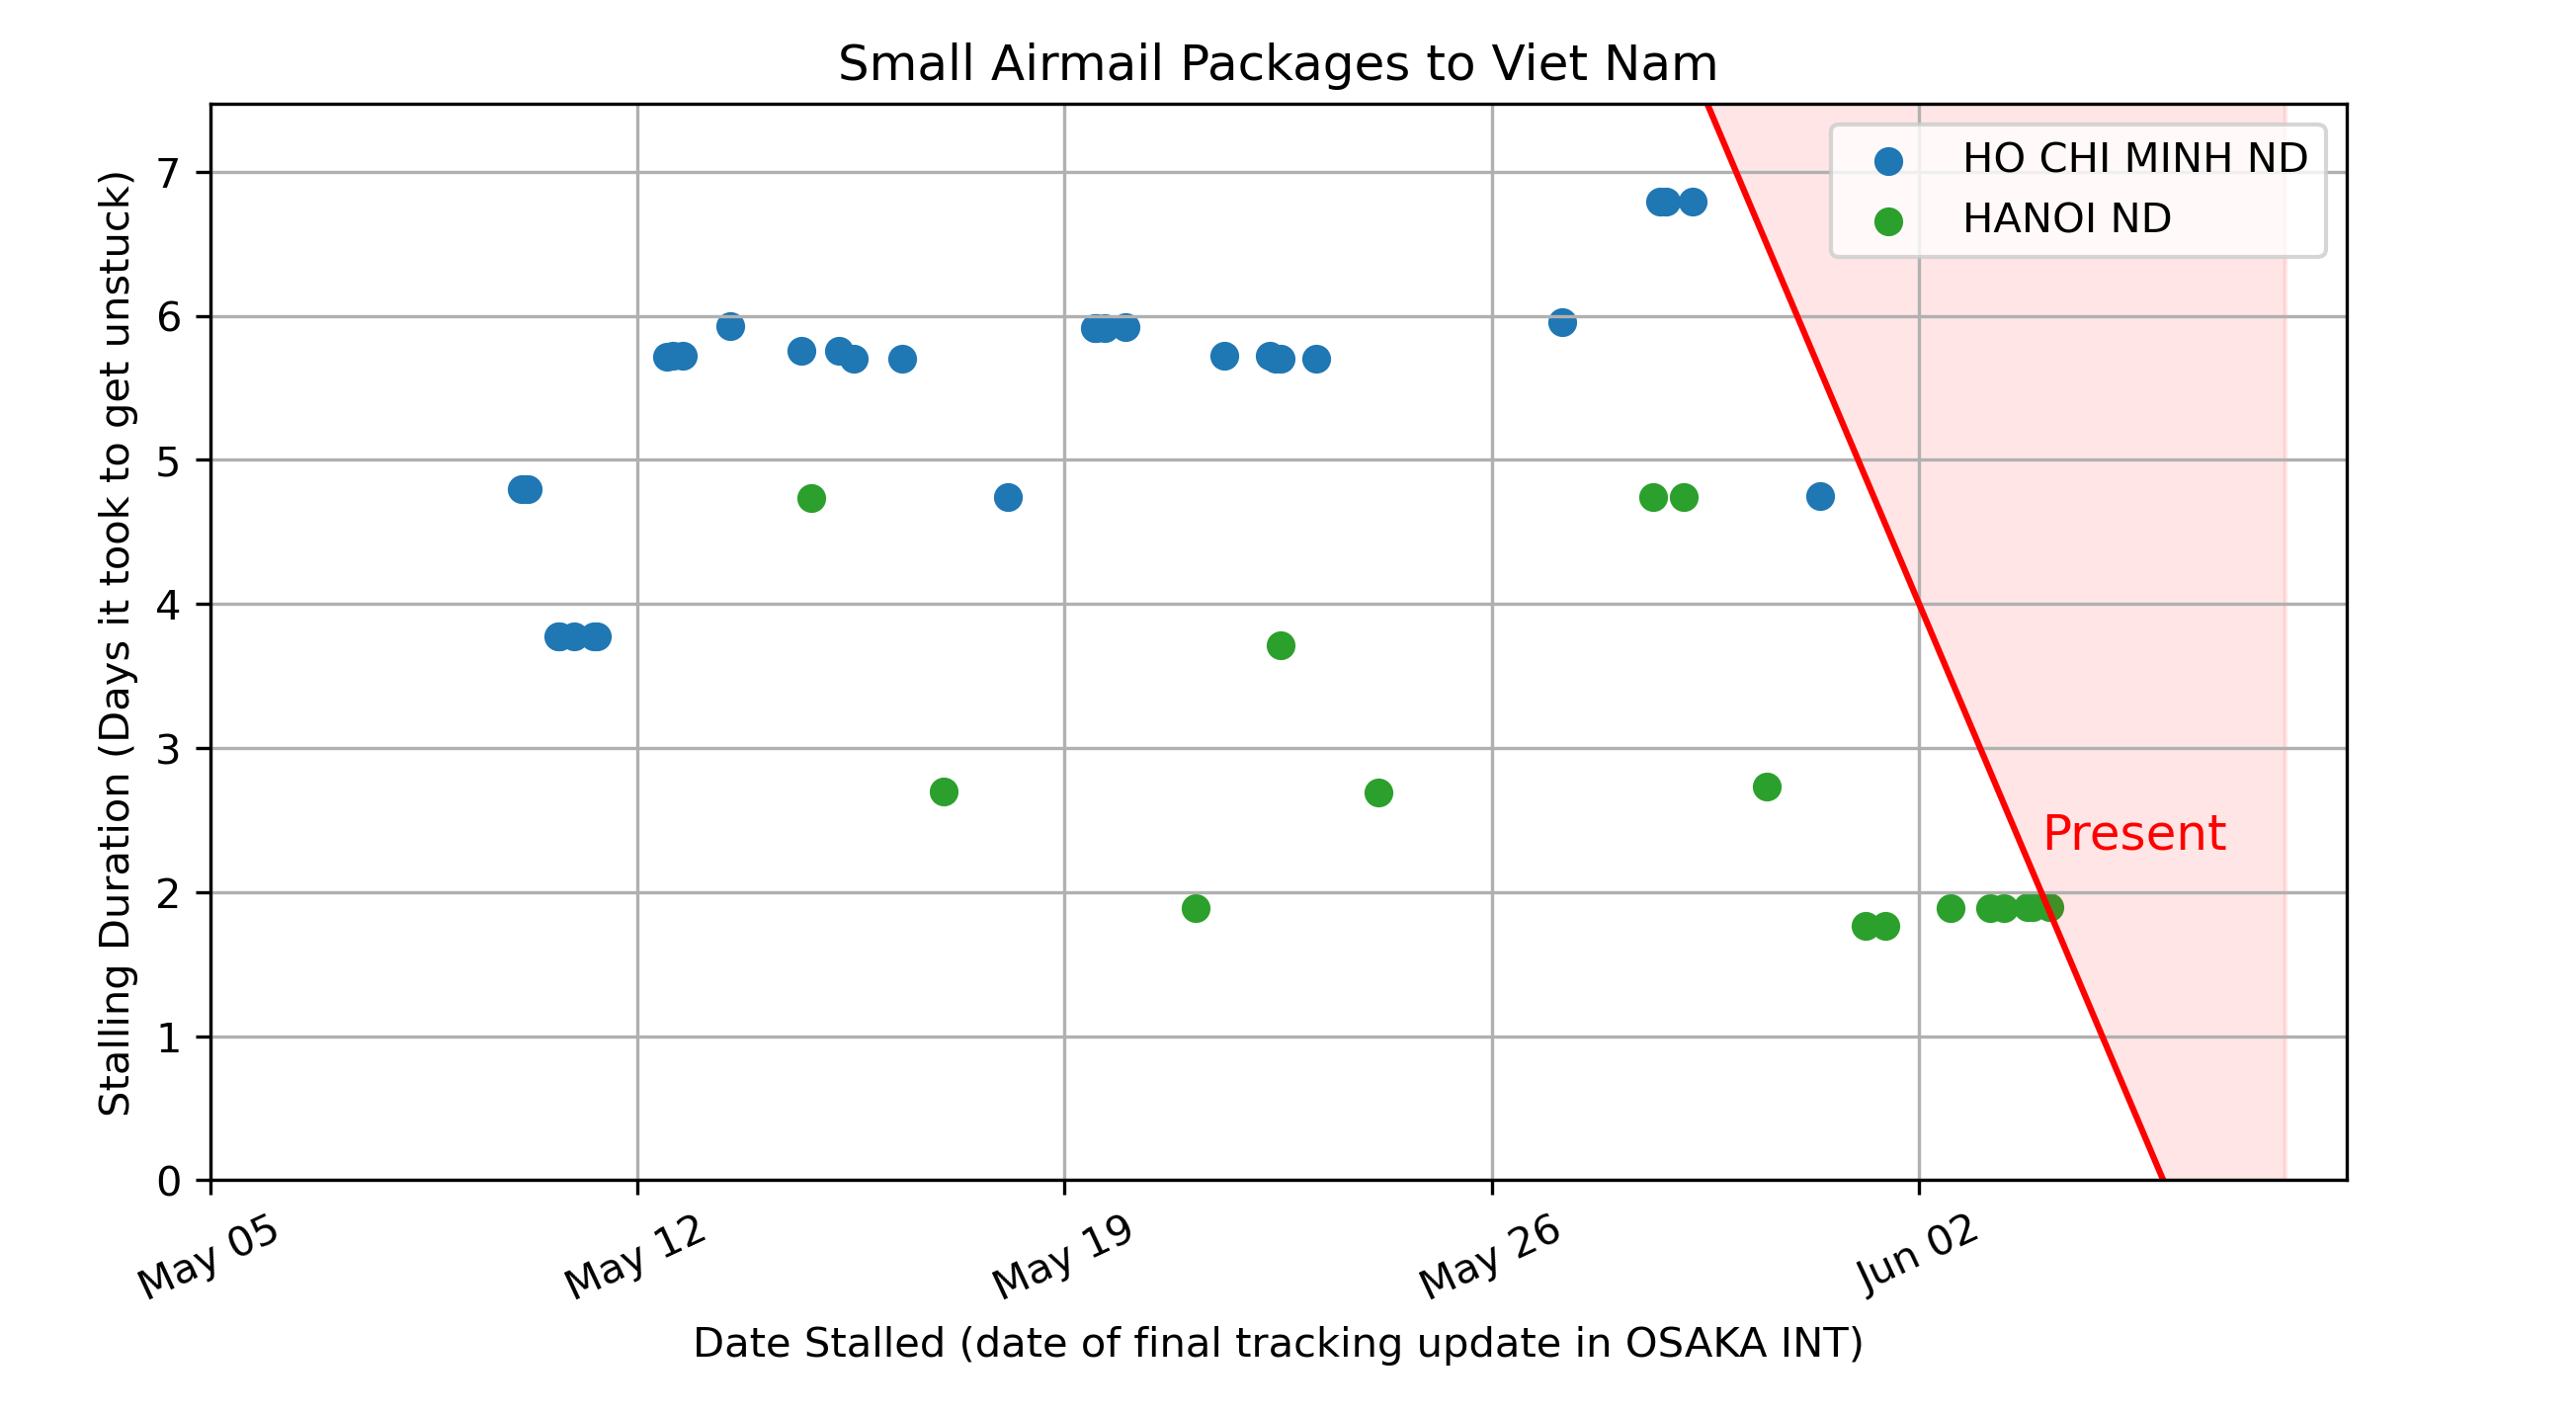 Small Airmail Packages to Viet Nam
HO CHI MINH ND
HANOI ND
Present
Stalling Duration (Days it took to get unstuck)
7
6
5
4
3
2
1
0
May 05
May 12
May 19
May 26
Jun 02
Date Stalled (date of final tracking update in OSAKA INT)